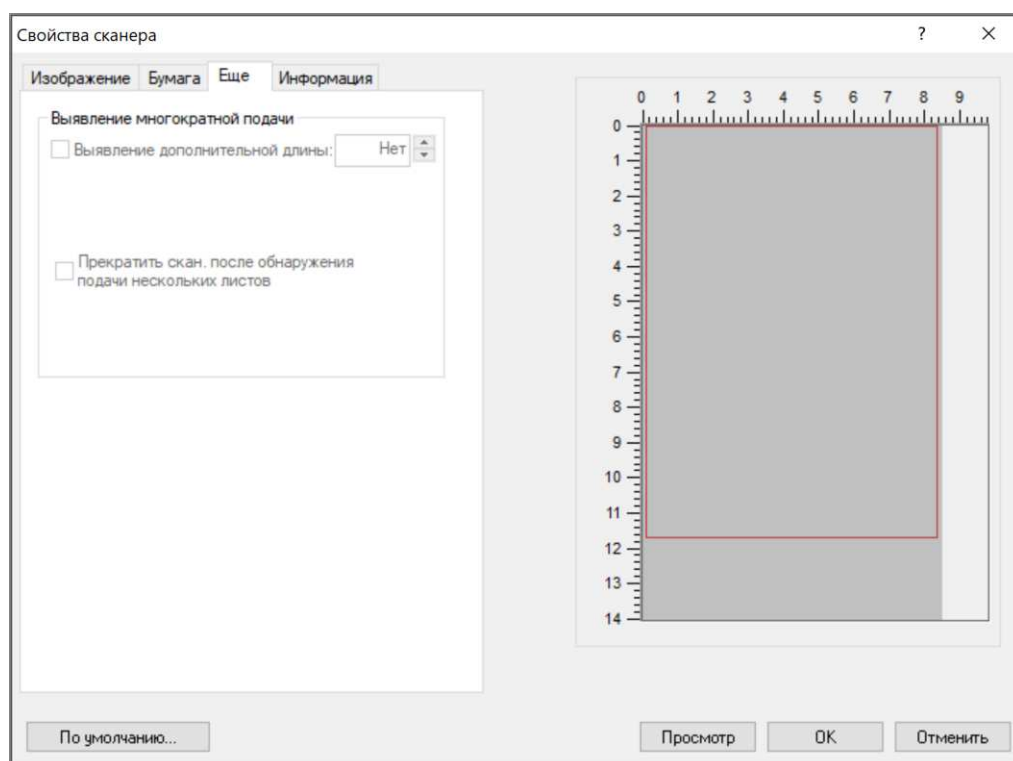 Свойства сканера ? ×
Изображение Бумага Еще Информация
Выявление многократной подачи
Выявление дополнительной длины: Нет
Прекратить скан. после обнаружения
подачи нескольких листов
0 1 2 3 4 5 6 7 8 9
0
1
2
3
4
5
6
7
8
9
10
11
12
13
14
По умолчанию... Просмотр OK Отменить